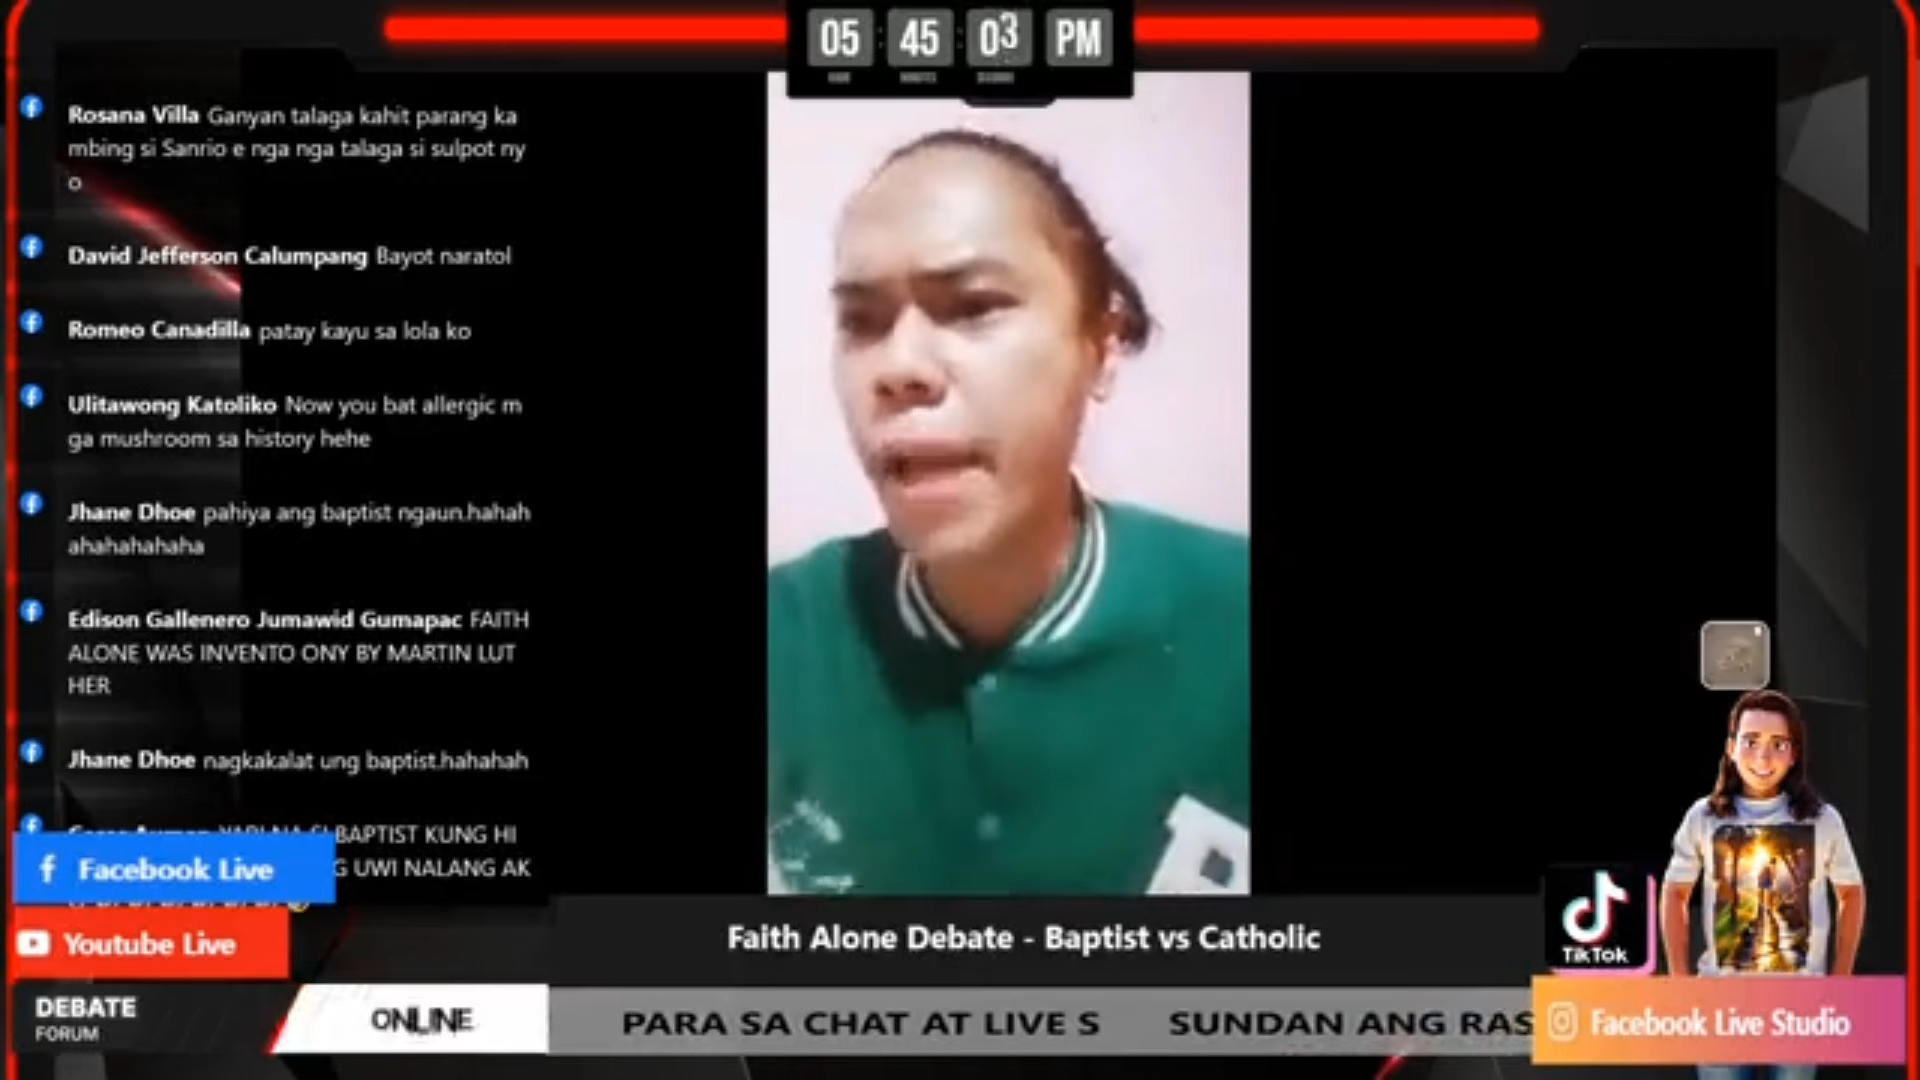 05 : 45 : 03 PM
Rosana Villa Ganyan talaga kahit parang ka
mbing si Sanrio e nga nga talaga si sulpot ny
o
David Jefferson Calumpang Bayot naratol
Romeo Canadilla patay kayu sa lola ko
Ulitawong Katoliko Now you bat allergic m
ga mushroom sa history hehe
Jhane Dhoe pahiya ang baptist ngaun.hahah
ahahahahaha
Edison Gallenero Jumawid Gumapac FAITH
ALONE WAS INVENTO ONY BY MARTIN LUT
HER
Jhane Dhoe nagkakalat ung baptist.hahahah
BAPTIST KUNG HI
G UWI NALANG AK
Facebook Live
Youtube Live
Faith Alone Debate - Baptist vs Catholic
TikTok
DEBATE
FORUM
ONLINE
PARA SA CHAT AT LIVE S
SUNDAN ANG RAS
Facebook Live Studio